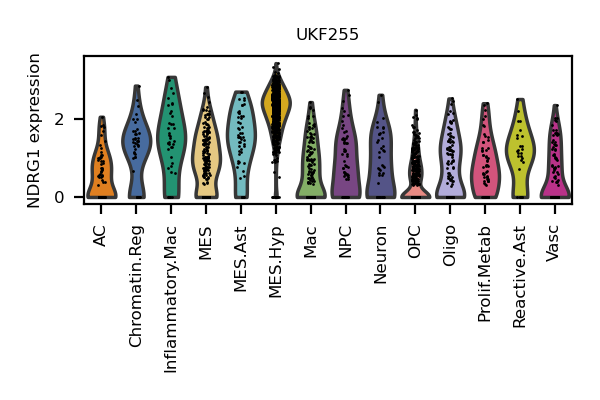 UKF255
NDRG1 expression
2
0
AC
Chromatin.Reg
Inflammatory.Mac
MES
MES.Ast
MES.Hyp
Mac
NPC
Neuron
OPC
Oligo
Prolif.Metab
Reactive.Ast
Vasc